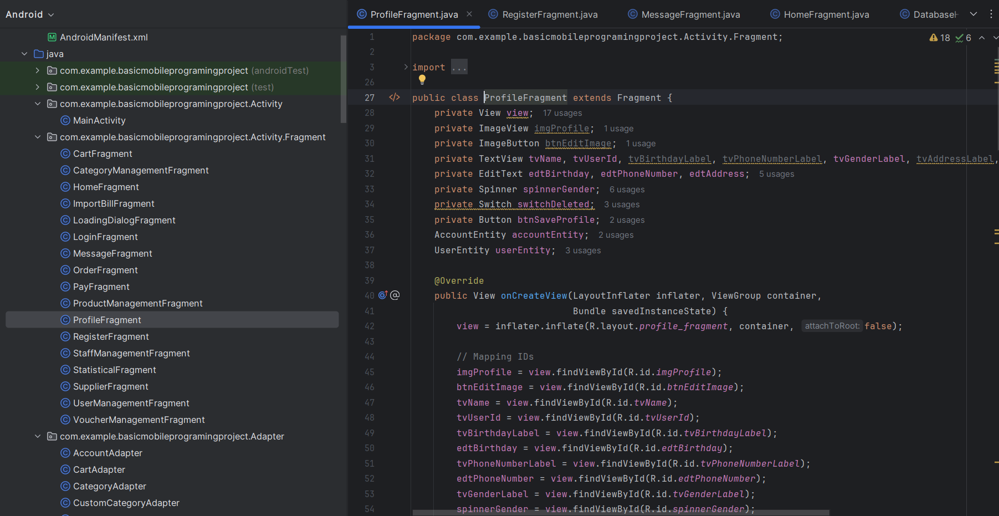 Android
AndroidManifest.xml
java
com.example.basicmobileprogramingproject (androidTest)
com.example.basicmobileprogramingproject (test)
com.example.basicmobileprogramingproject.Activity
MainActivity
com.example.basicmobileprogramingproject.Activity.Fragment
CartFragment
CategoryManagementFragment
HomeFragment
ImportBillFragment
LoadingDialogFragment
LoginFragment
MessageFragment
OrderFragment
PayFragment
ProductManagementFragment
ProfileFragment
RegisterFragment
StaffManagementFragment
StatisticalFragment
SupplierFragment
UserManagementFragment
VoucherManagementFragment
com.example.basicmobileprogramingproject.Adapter
AccountAdapter
CartAdapter
CategoryAdapter
CustomCategoryAdapter
ProfileFragment.java RegisterFragment.java MessageFragment.java HomeFragment.java DatabaseH
18 6
1 package com.example.basicmobileprogramingproject.Activity.Fragment;
2
3 import ...
26
27 public class ProfileFragment extends Fragment {
28 private View view; 17 usages
29 private ImageView imgProfile; 1 usage
30 private ImageButton btnEditImage; 1 usage
31 private TextView tvName, tvUserId, tvBirthdayLabel, tvPhoneNumberLabel, tvGenderLabel, tvAddressLabel,
32 private EditText edtBirthday, edtPhoneNumber, edtAddress; 5 usages
33 private Spinner spinnerGender; 6 usages
34 private Switch switchDeleted; 3 usages
35 private Button btnSaveProfile; 2 usages
36 AccountEntity accountEntity; 2 usages
37 UserEntity userEntity; 3 usages
38
39 @Override
40 public View onCreateView(LayoutInflater inflater, ViewGroup container,
41 Bundle savedInstanceState) {
42 view = inflater.inflate(R.layout.profile_fragment, container, attachToRoot: false);
43
44 // Mapping IDs
45 imgProfile = view.findViewById(R.id.imgProfile);
46 btnEditImage = view.findViewById(R.id.btnEditImage);
47 tvName = view.findViewById(R.id.tvName);
48 tvUserId = view.findViewById(R.id.tvUserId);
49 tvBirthdayLabel = view.findViewById(R.id.tvBirthdayLabel);
50 edtBirthday = view.findViewById(R.id.edtBirthday);
51 tvPhoneNumberLabel = view.findViewById(R.id.tvPhoneNumberLabel);
52 edtPhoneNumber = view.findViewById(R.id.edtPhoneNumber);
53 tvGenderLabel = view.findViewById(R.id.tvGenderLabel);
54 spinnerGender = view.findViewById(R.id.spinnerGender);